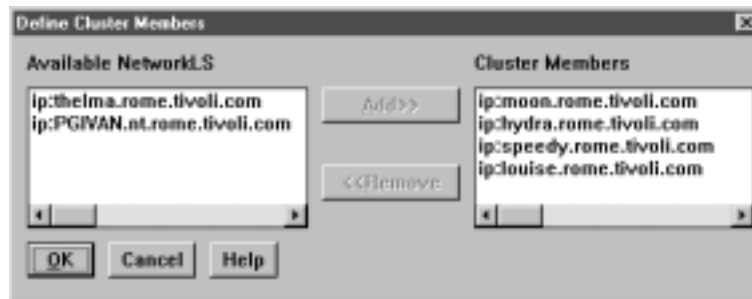 Define Cluster Members
Available NetworkLS
ip:thelma.rome.tivoli.com
ip:PGIVAN.nt.rome.tivoli.com
Add>>
<<Remove
Cluster Members
ip:moon.rome.tivoli.com
ip:hydra.rome.tivoli.com
ip:speedy.rome.tivoli.com
ip:louise.rome.tivoli.com
OK
Cancel
Help